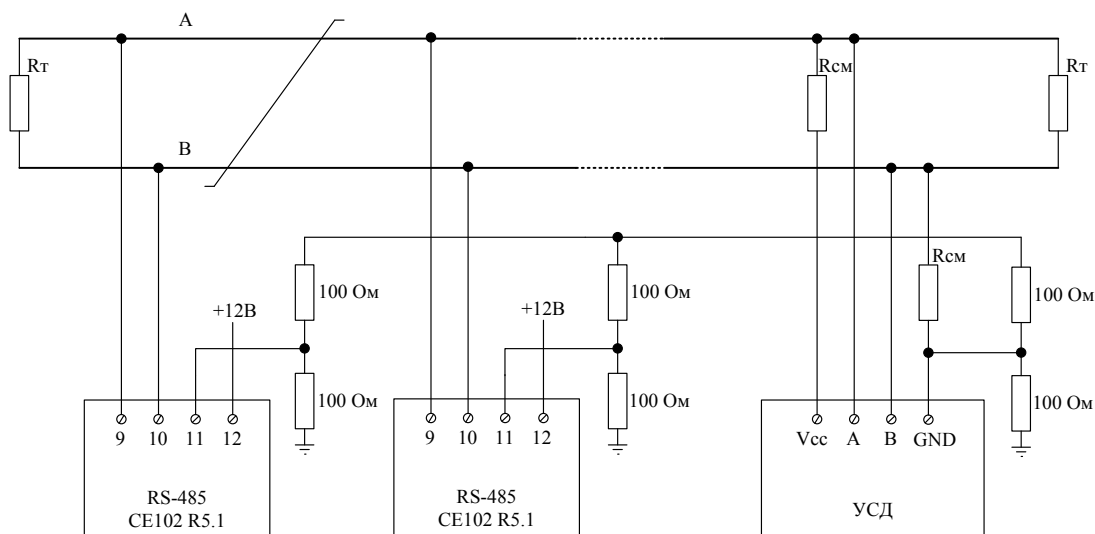 A
Rт
Rсм
Rт
B
Rсм
100 Ом
100 Ом
100 Ом
+12В
+12В
100 Ом
100 Ом
100 Ом
9 10 11 12
9 10 11 12
Vcc A B GND
RS-485
CE102 R5.1
RS-485
CE102 R5.1
УСД